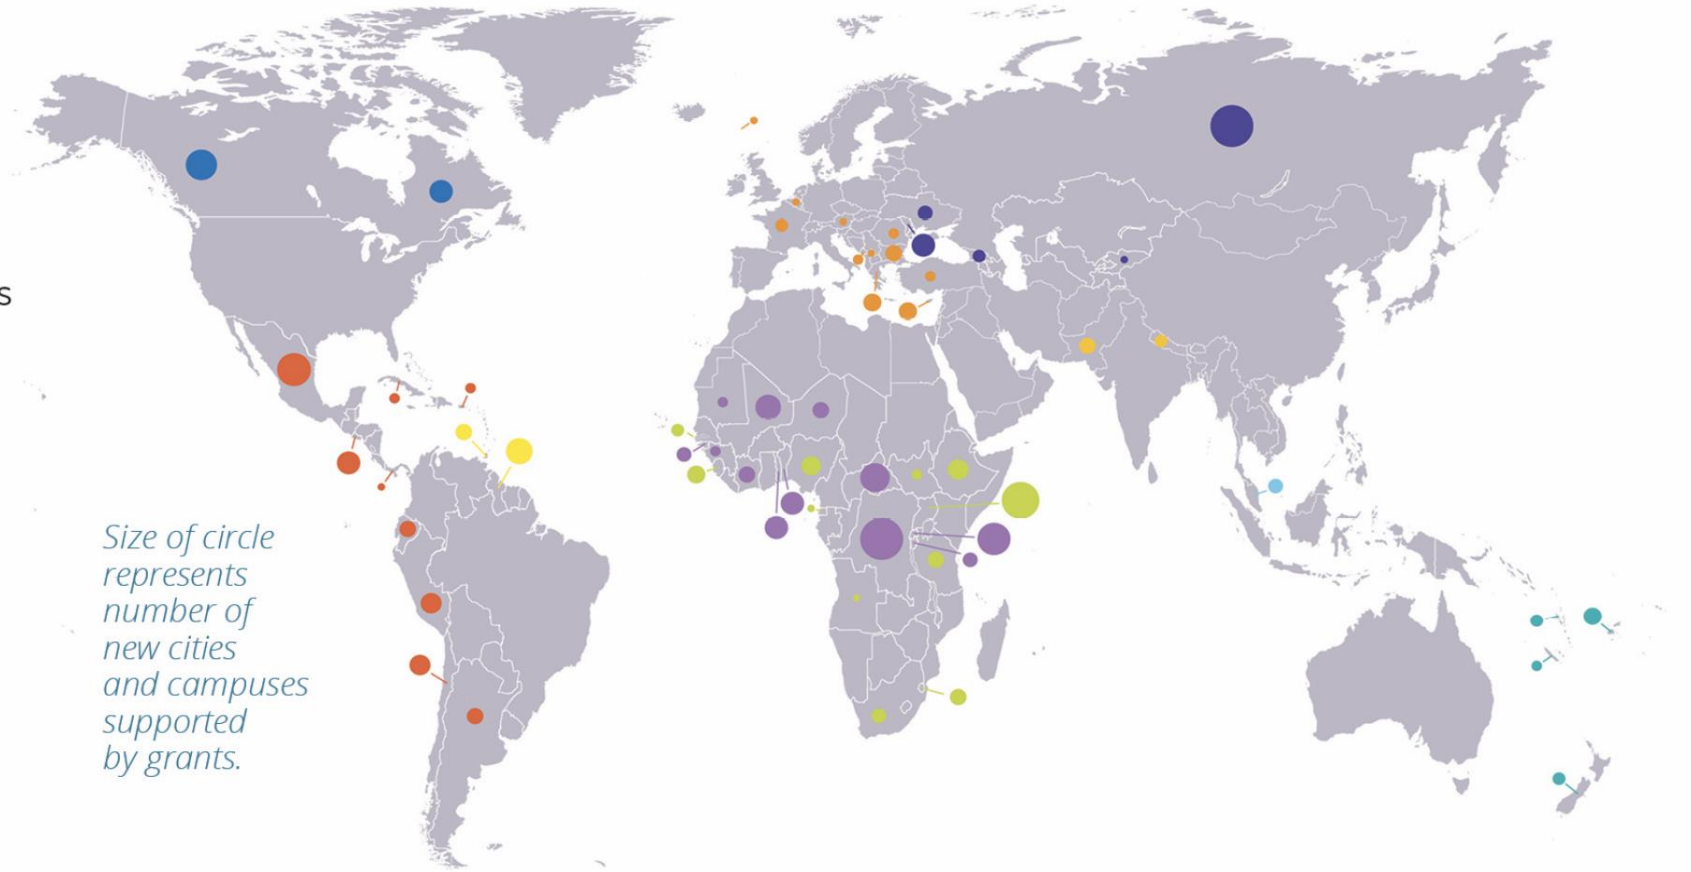 s
Size of circle
represents
number of
new cities
and campuses
supported
by grants.